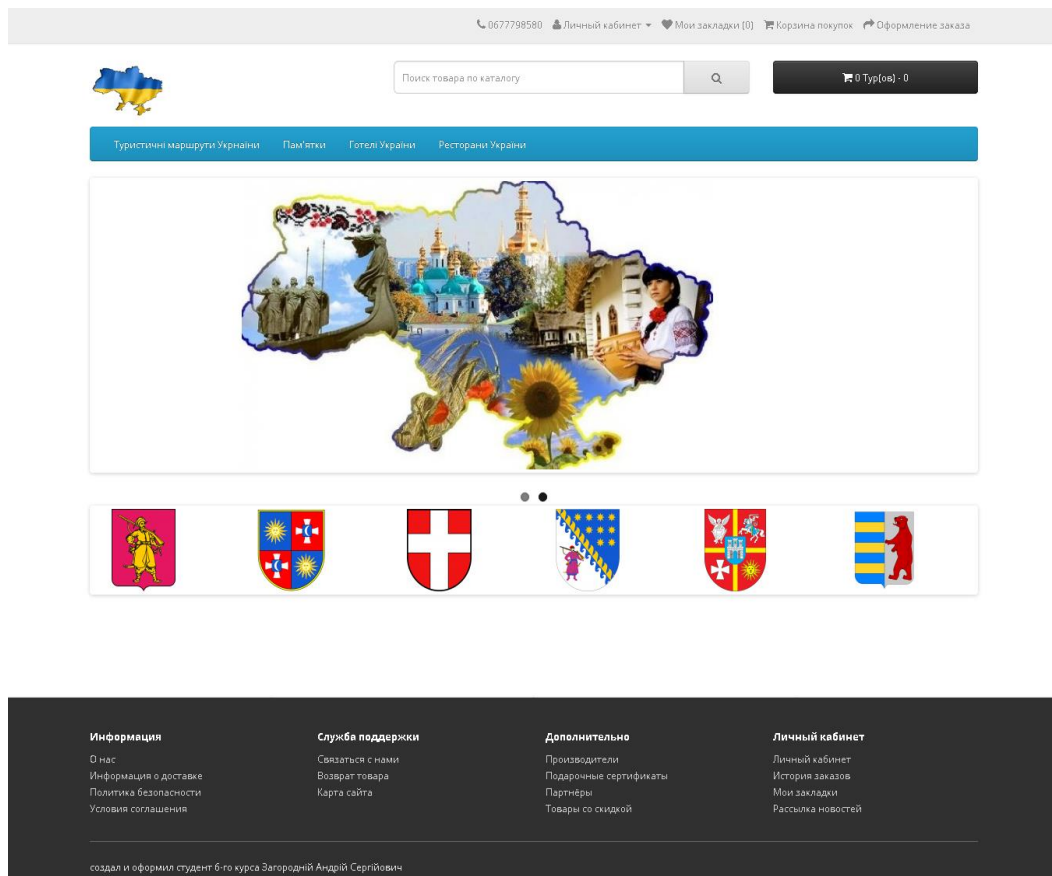 0677798580 Личный кабинет Мои закладки (0) Корзина покупок Оформление заказа
Поиск товара по каталогу
0 Тур(ов) - 0
Туристичні маршрути Укрнаїни Пам'ятки Готелі України Ресторани України
Информация Служба поддержки Дополнительно Личный кабинет
О нас Связаться с нами Производители Личный кабинет
Информация о доставке Возврат товара Подарочные сертификаты История заказов
Политика безопасности Карта сайта Партнёры Мои закладки
Условия соглашения Товары со скидкой Рассылка новостей
создал и оформил студент 6-го курса Загородній Андрій Сергійович